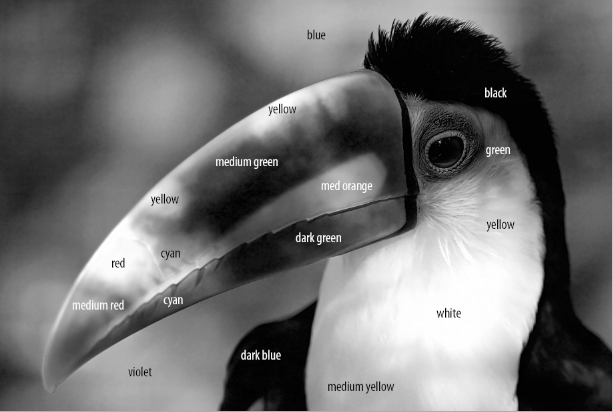 blue
black
yellow
medium green
green
med orange
yellow
yellow
dark green
cyan
red
cyan
medium red
white
dark blue
violet
medium yellow